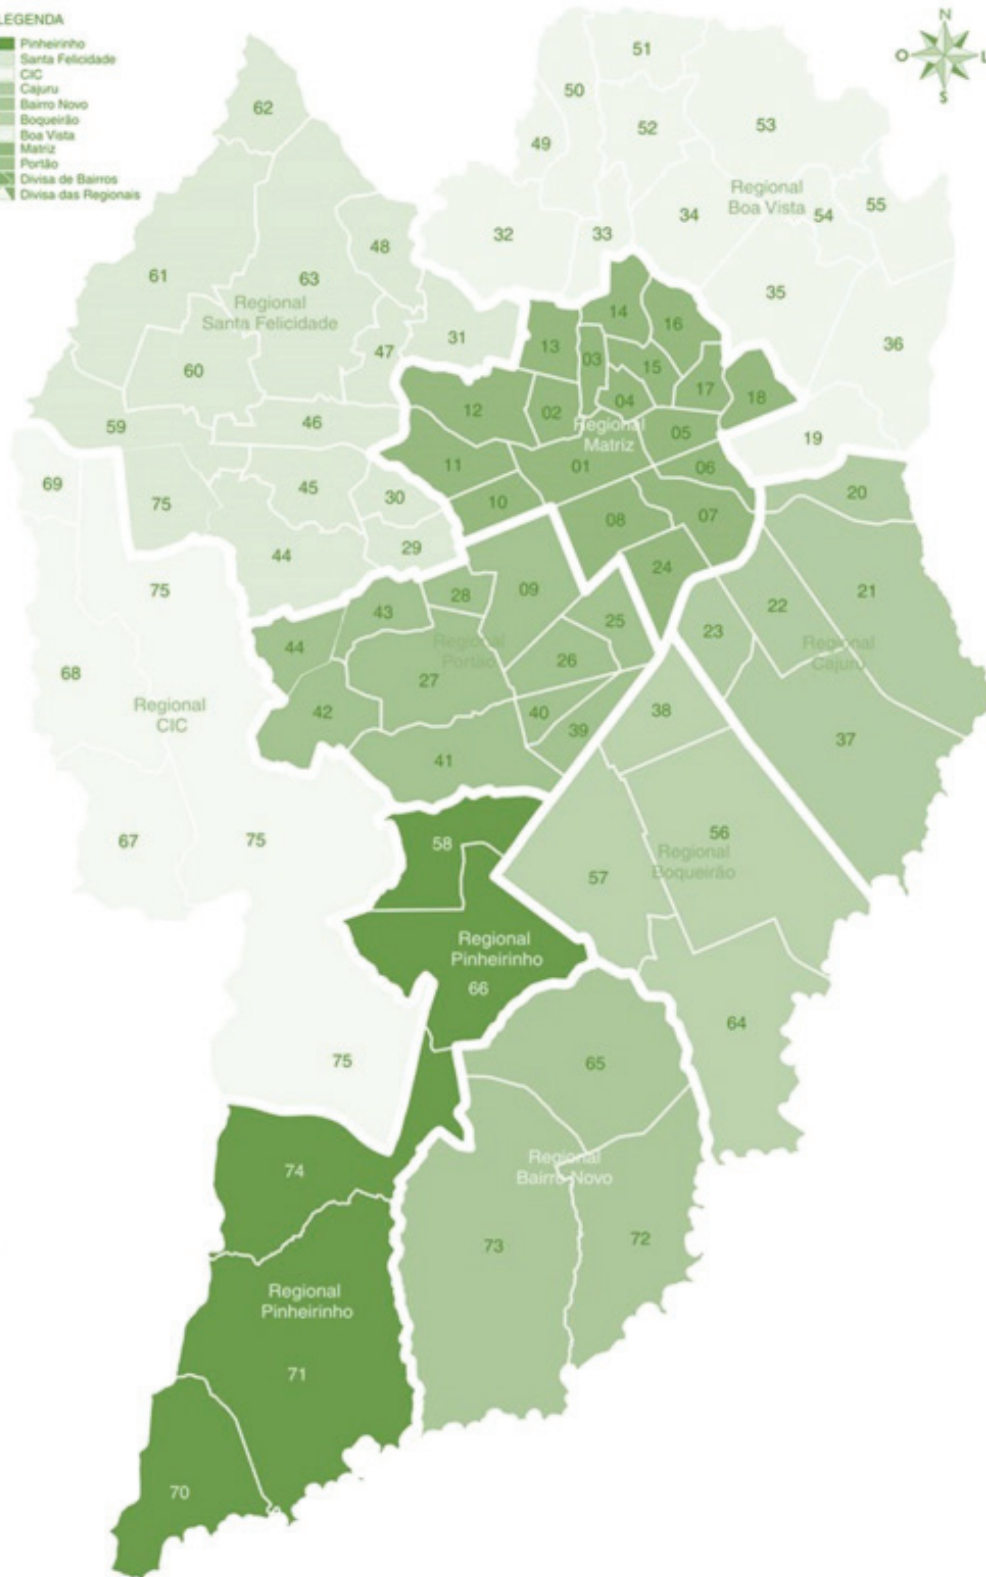 LEGENDA
Pinheirinho
Santa Felicidade
CIC
Cajuru
Bairro Novo
Boqueirão
Boa Vista
Matriz
Portão
Divisa de Bairros
Divisa das Regionais
N
O
L
S
51
62
50
52
53
49
Regional
Boa Vista
34
54
55
32
33
48
61
63
35
Regional
Santa Felicidade
14
16
31
13
03
36
47
15
60
04
17
18
12
02
59
46
Regional
Matriz
05
19
11
01
06
69
45
30
20
75
10
08
07
44
29
24
75
28
09
22
21
43
25
23
44
Regional
Portão
Regional
Cajuru
26
68
27
Regional
CIC
42
40
38
39
37
41
67
75
58
56
Regional
Boqueirão
57
Regional
Pinheirinho
66
64
75
65
74
Regional
Bairro Novo
73
72
Regional
Pinheirinho
71
70